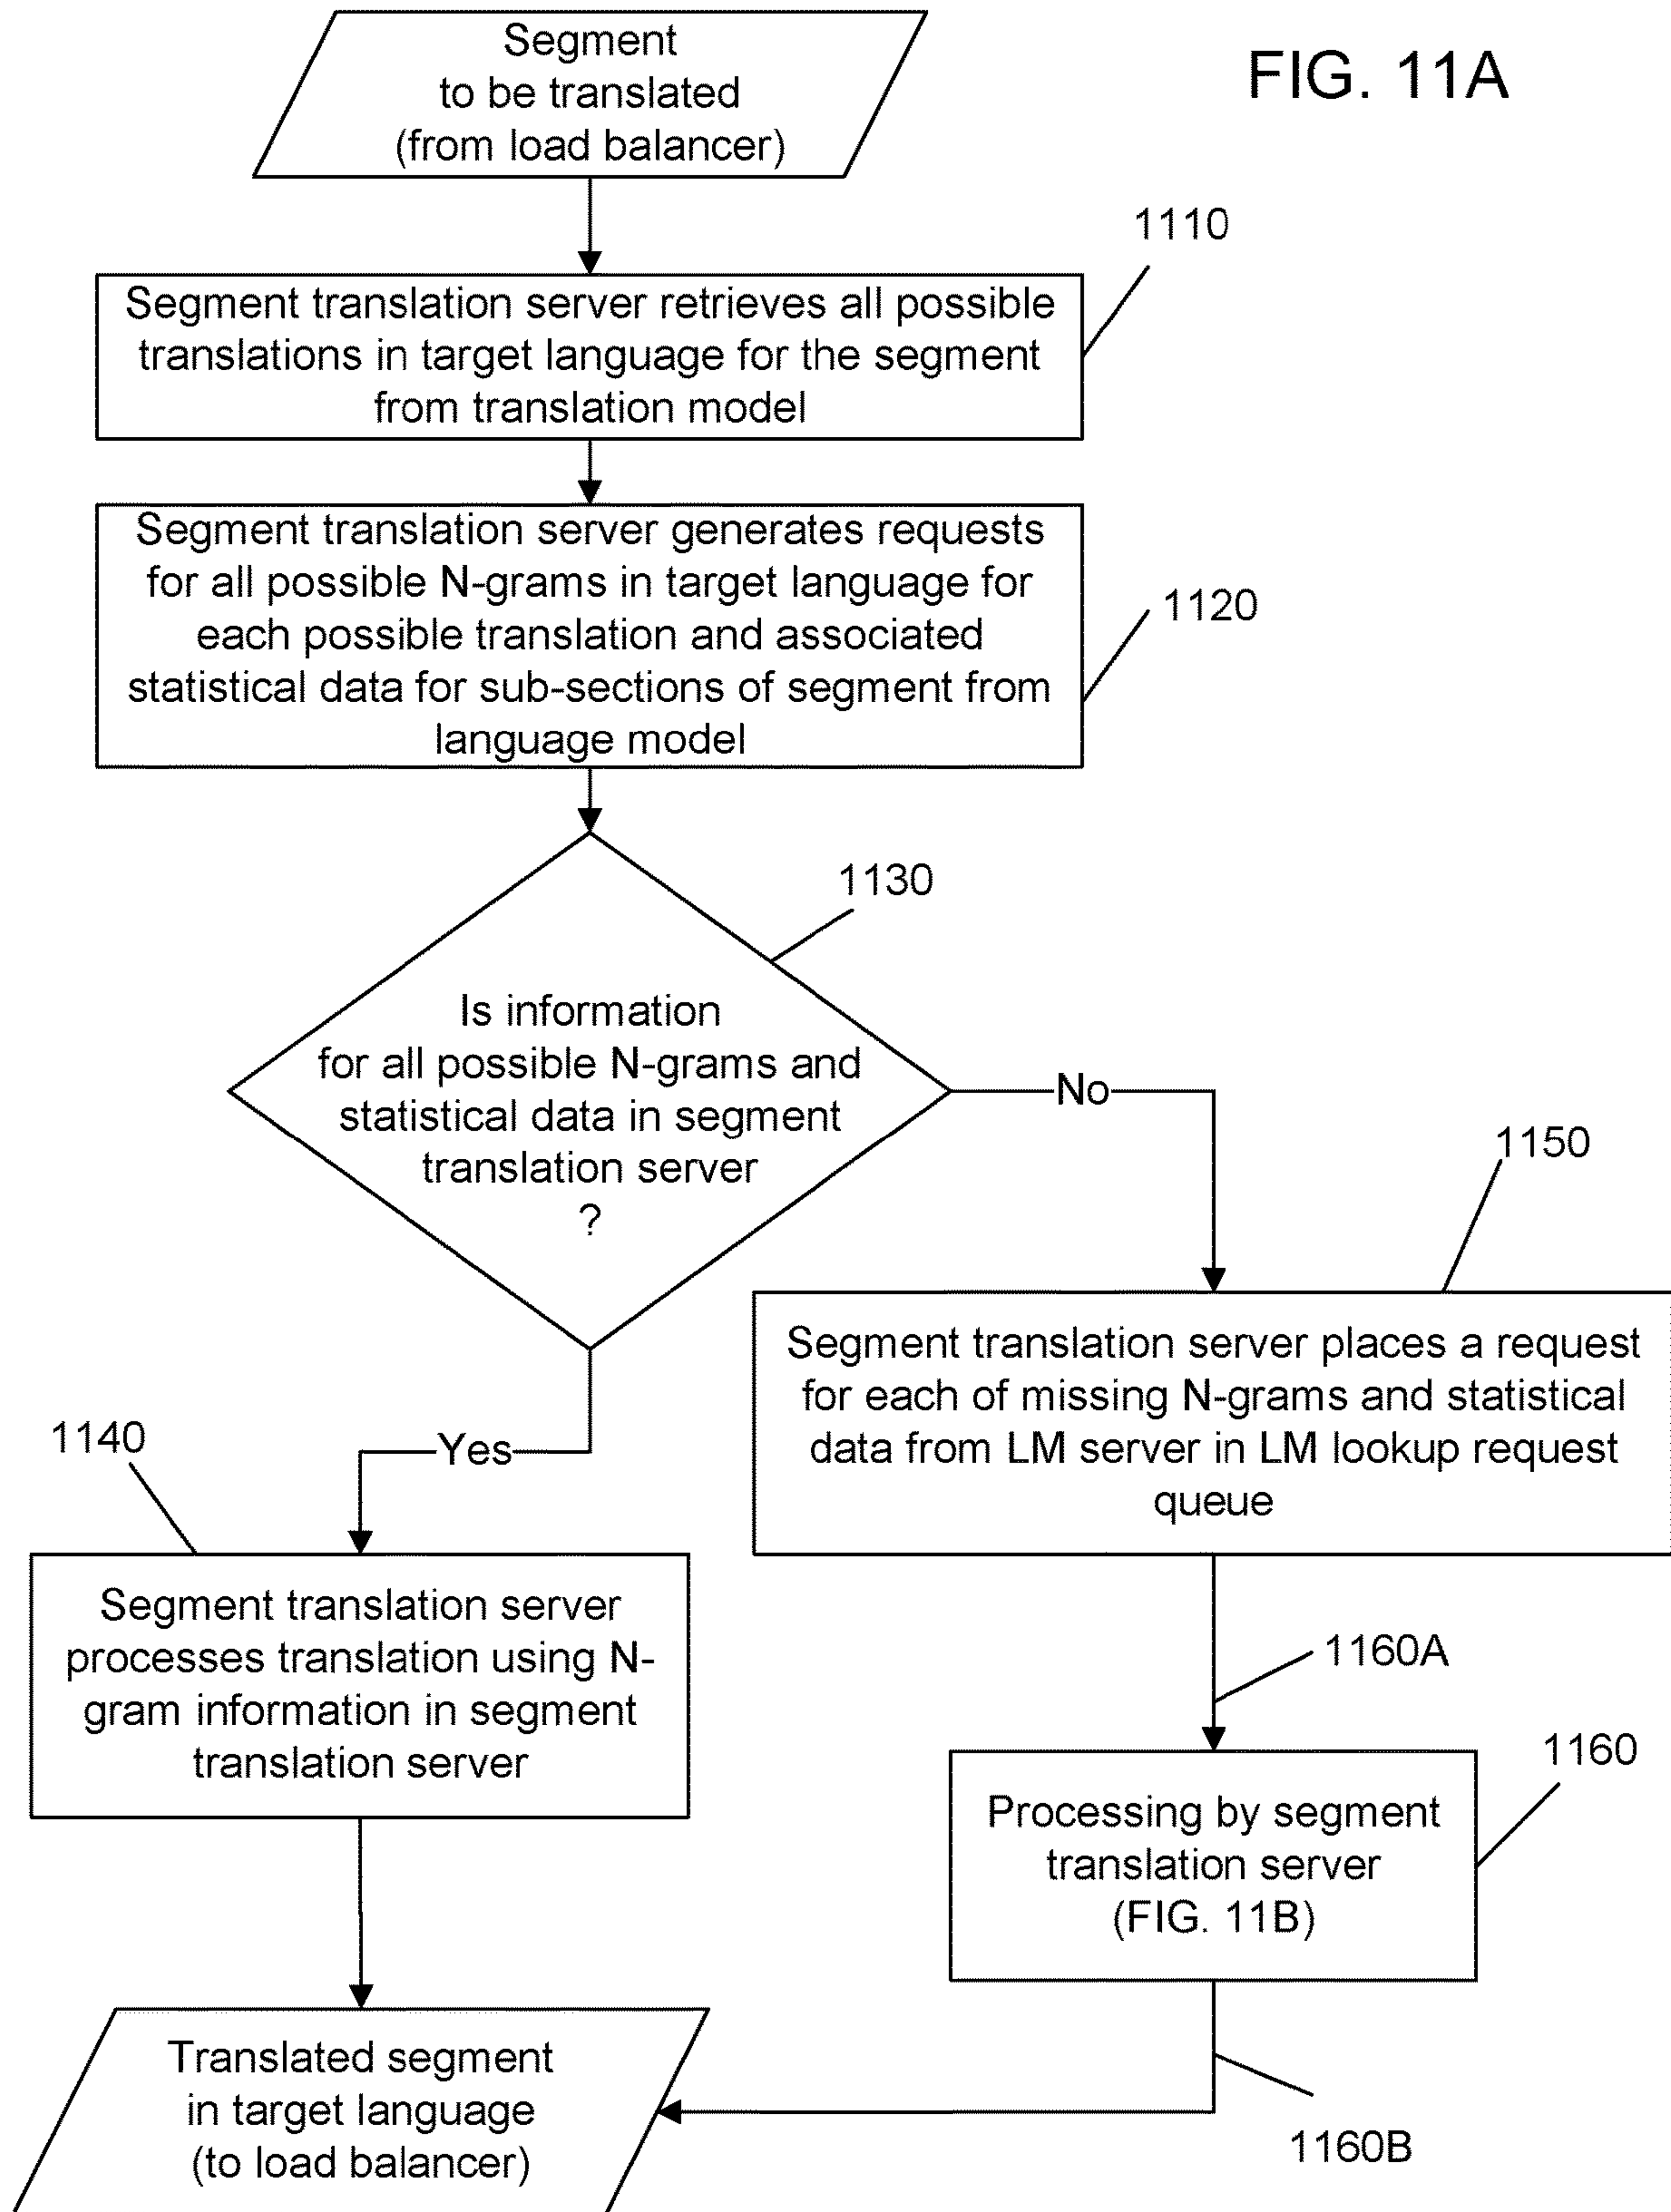 FIG. 11A
Segment
to be translated
(from load balancer)
1110
Segment translation server retrieves all possible
translations in target language for the segment
from translation model
Segment translation server generates requests
for all possible N-grams in target language for
each possible translation and associated
statistical data for sub-sections of segment from
language model
1120
1130
Is information
for all possible N-grams and
statistical data in segment
translation server
?
No
1150
Segment translation server places a request
for each of missing N-grams and statistical
data from LM server in LM lookup request
queue
Yes
1140
Segment translation server
processes translation using N-
gram information in segment
translation server
1160A
1160
Processing by segment
translation server
(FIG. 11B)
Translated segment
in target language
(to load balancer)
1160B